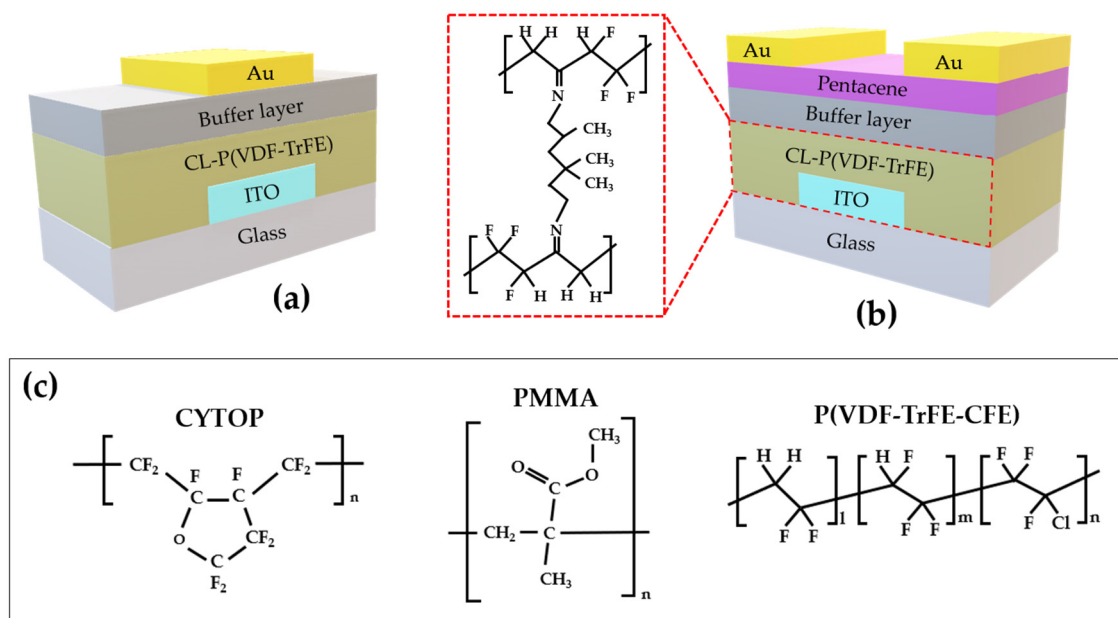 Au
Buffer layer
CL-P(VDF-TrFE)
ITO
Glass
(a)
H H H F
F F
N
CH₃
CH₃
CH₃
N
F F
F H H H
Au Au
Pentacene
Buffer layer
CL-P(VDF-TrFE)
ITO
Glass
(b)
(c)
CYTOP
CF₂ F F CF₂ n
C C
O CF₂
C
F₂
PMMA
CH₃
O O
C
CH₂ C
CH₃ n
P(VDF-TrFE-CFE)
H H H F F F
F F l F F m F Cl n